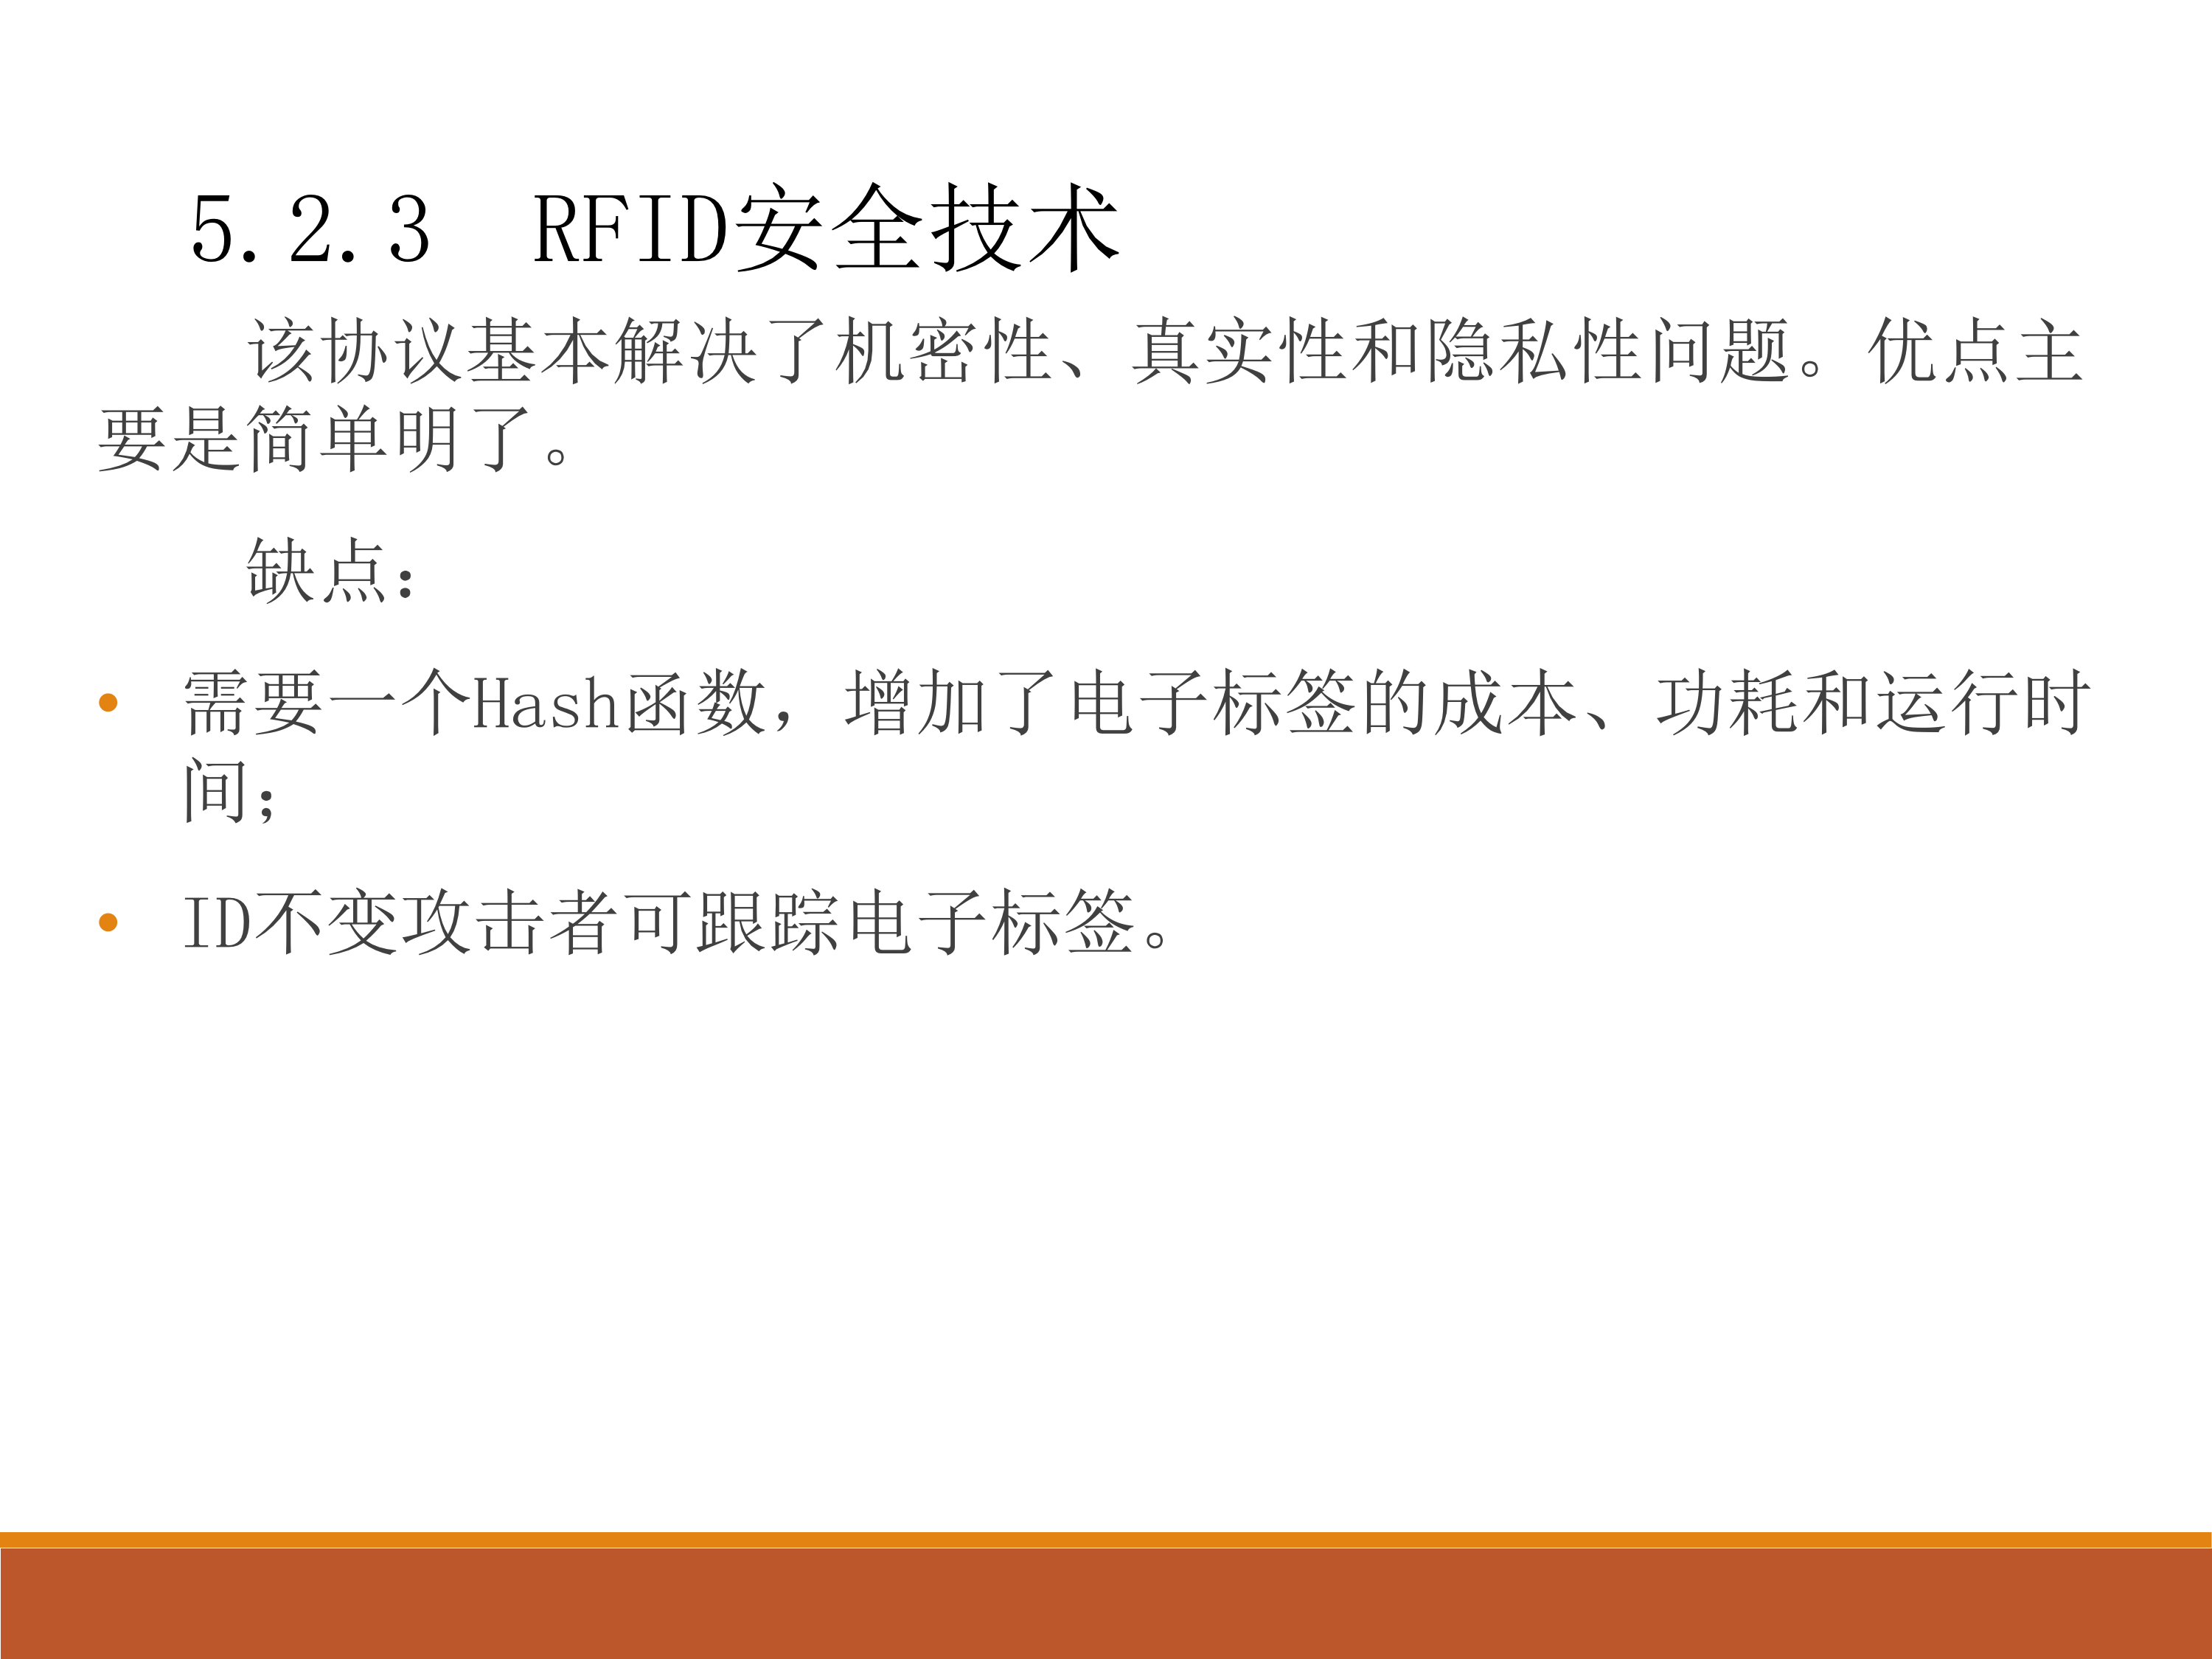 5.2.3 RFID安全技术
该协议基本解决了机密性、真实性和隐私性问题。优点主
要是简单明了。
缺点:
• 需要一个Hash函数,增加了电子标签的成本、功耗和运行时
间;
• ID不变攻击者可跟踪电子标签。